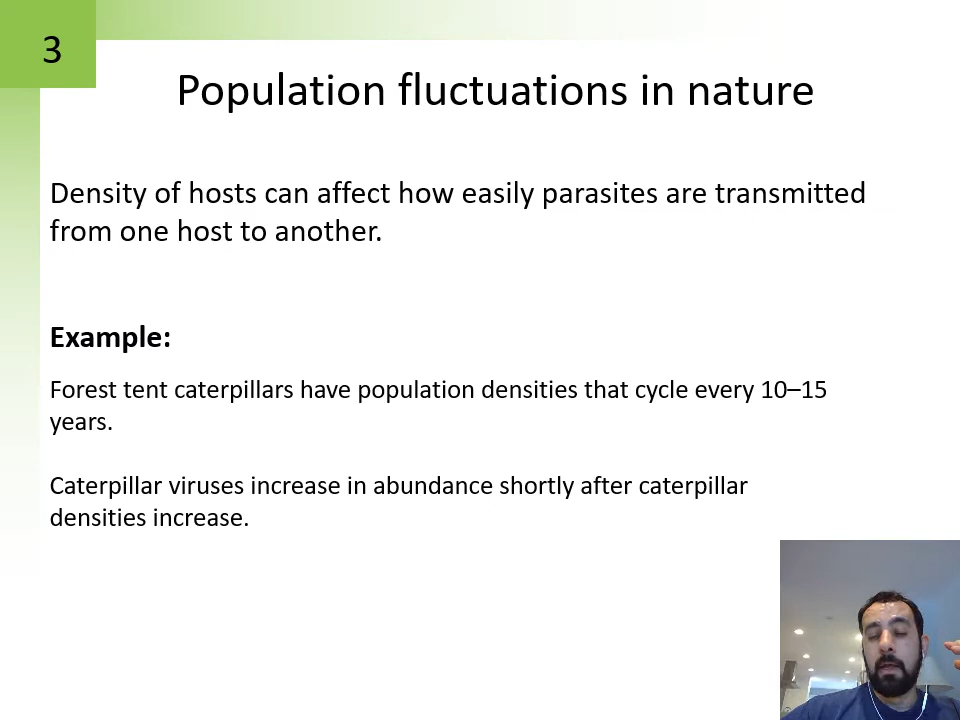 3
Population fluctuations in nature
Density of hosts can affect how easily parasites are transmitted
from one host to another.
Example:
Forest tent caterpillars have population densities that cycle every 10–15
years.
Caterpillar viruses increase in abundance shortly after caterpillar
densities increase.